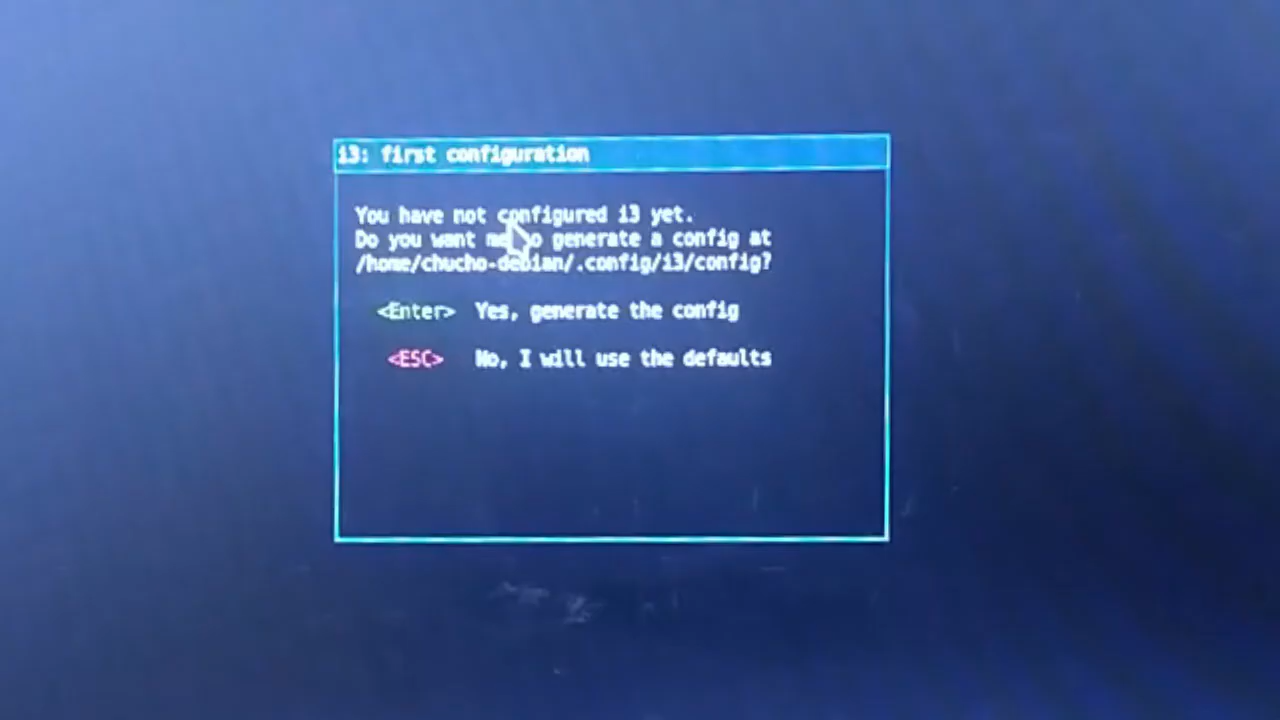 i3: first configuration
You have not configured i3 yet.
Do you want me to generate a config at
/home/chucho-debian/.config/i3/config?
<Enter> Yes, generate the config
<ESC> No, I will use the defaults